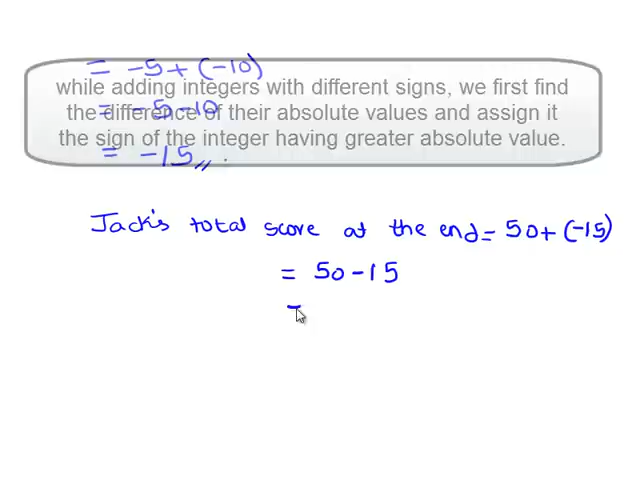 = -5 + (-10)
while adding integers with different signs, we first find
= -5 -10
the difference of their absolute values and assign it
the sign of the integer having greater absolute value.
= -15,, .
Jack's total score at the end = 50 + (-15)
= 50 - 15